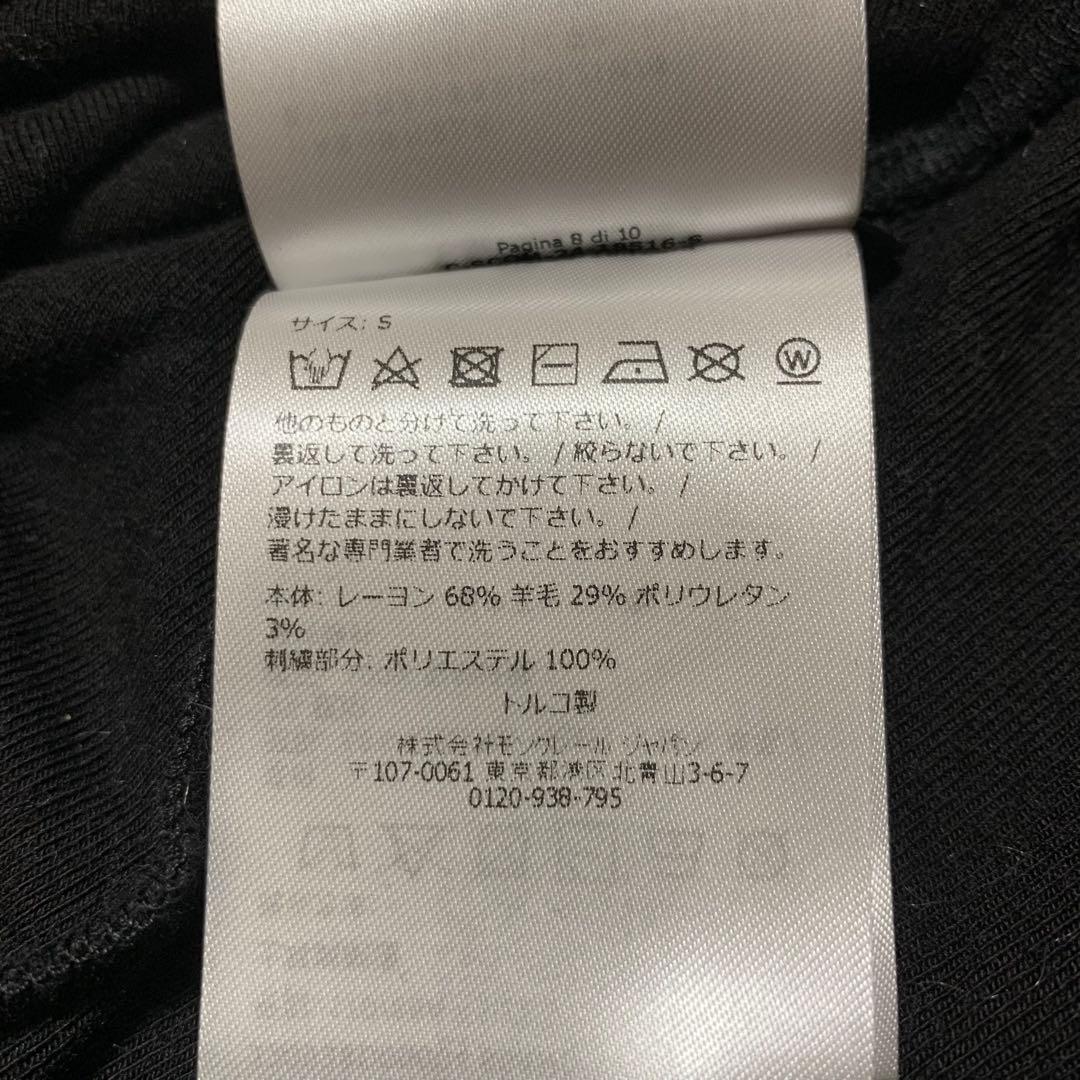 Pagina 8 di 10
サイズ: S
W
他のものと分けて洗って下さい。 /
裏返して洗って下さい。 / 絞らないで下さい。 /
アイロンは裏返してかけて下さい。 /
浸けたままにしないで下さい。 /
著名な専門業者で洗うことをおすすめします。
本体: レーヨン 68% 羊毛 29% ポリウレタン
3%
刺繍部分: ポリエステル 100%
トルコ製
株式会社モンクレール ジャパン
〒107-0061 東京都港区北青山3-6-7
0120-938-795